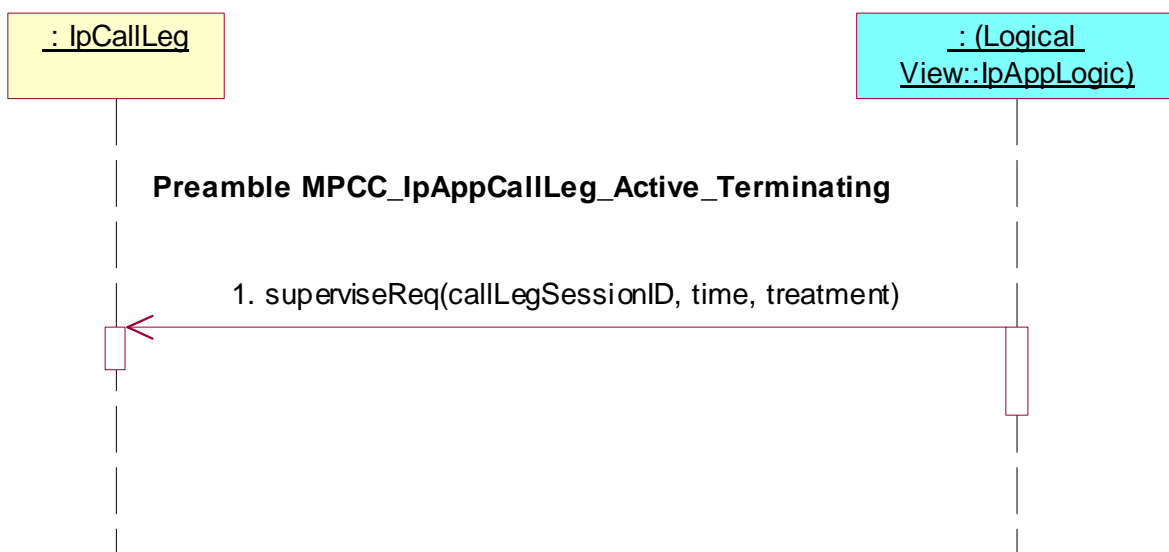 : IpCallLeg
: (Logical
View::IpAppLogic)
Preamble MPCC_IpAppCallLeg_Active_Terminating
1. superviseReq(callLegSessionID, time, treatment)